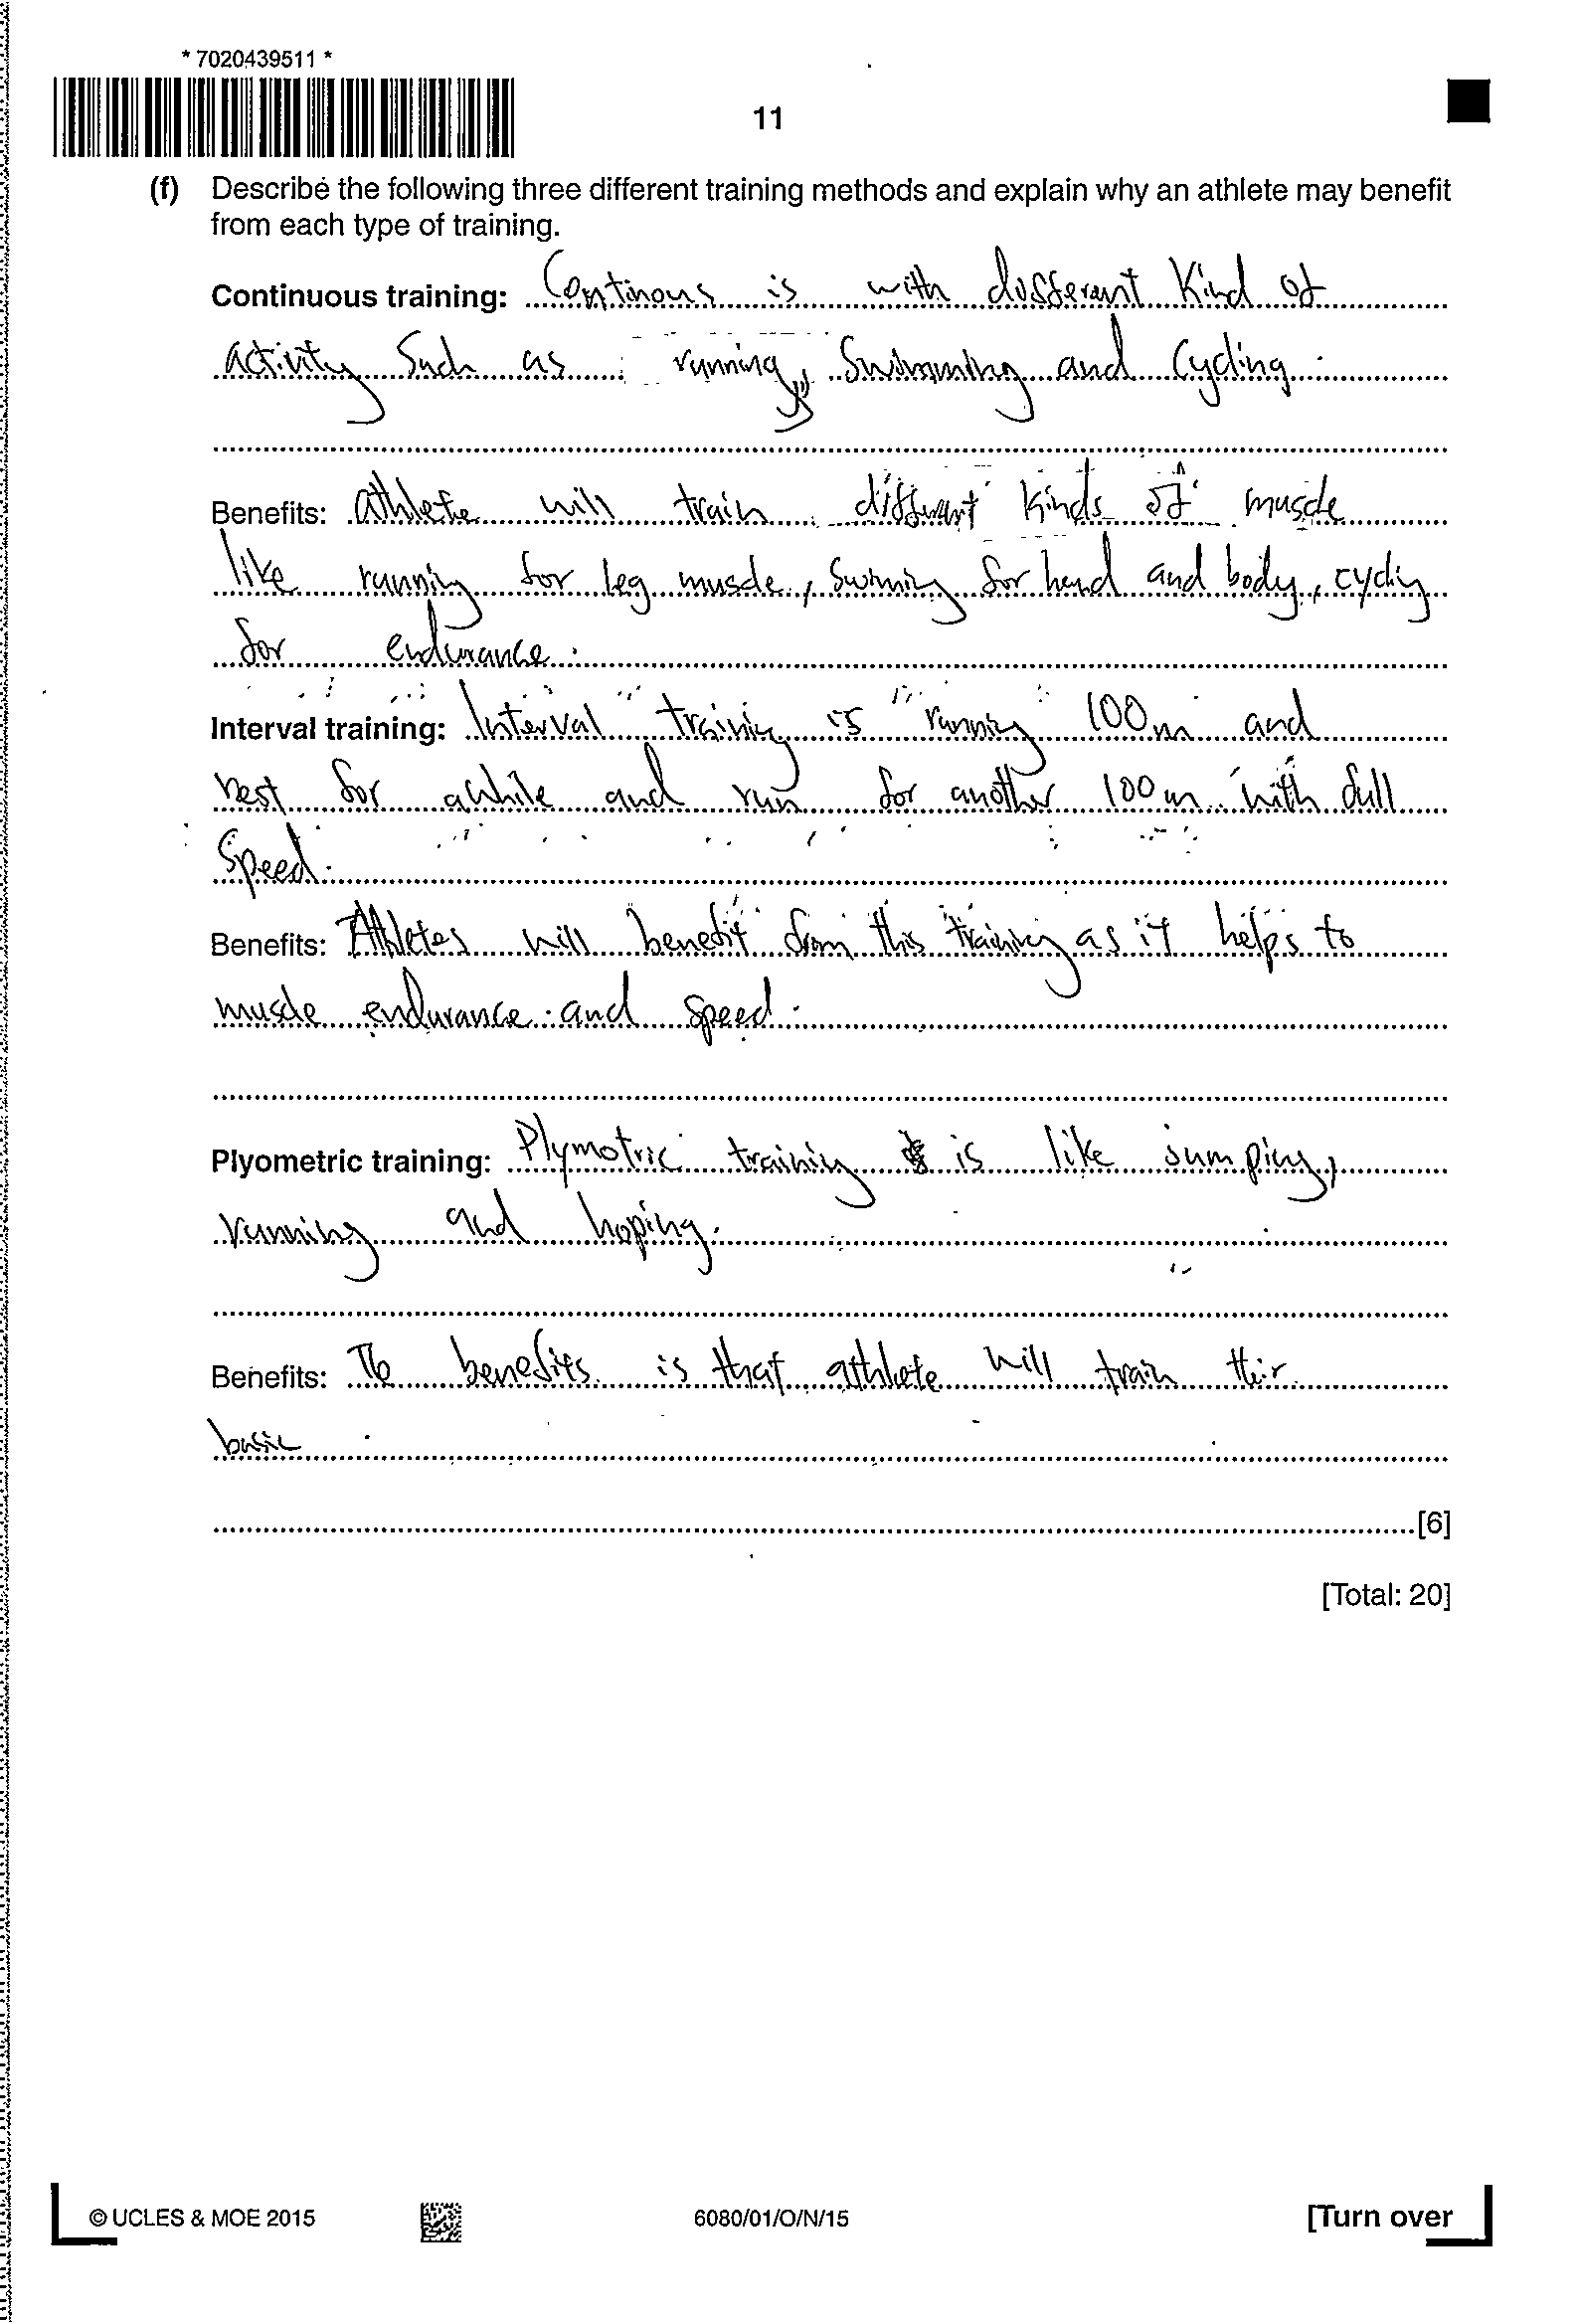 * 7020439511 *
11
(f) Describe the following three different training methods and explain why an athlete may benefit
from each type of training.
Continuous training: Continous is with dufferent kind of
activity such as running, swimming and cycling.
Benefits: athlete will train different kinds of muscle
like running for leg muscle, swiming for hand and body, cyclig
for endurance.
Interval training: Interval training is running 100m and
rest for awhile and run for another 100m with full
speed.
Benefits: Athletes will benefit from this training as it helps to
muscle endurance and speed.
Plyometric training: Plymotric training is like jumping,
running and hoping.
Benefits: The benefits is that athlete will train their
basic
[6]
[Total: 20]
© UCLES & MOE 2015
6080/01/O/N/15
[Turn over